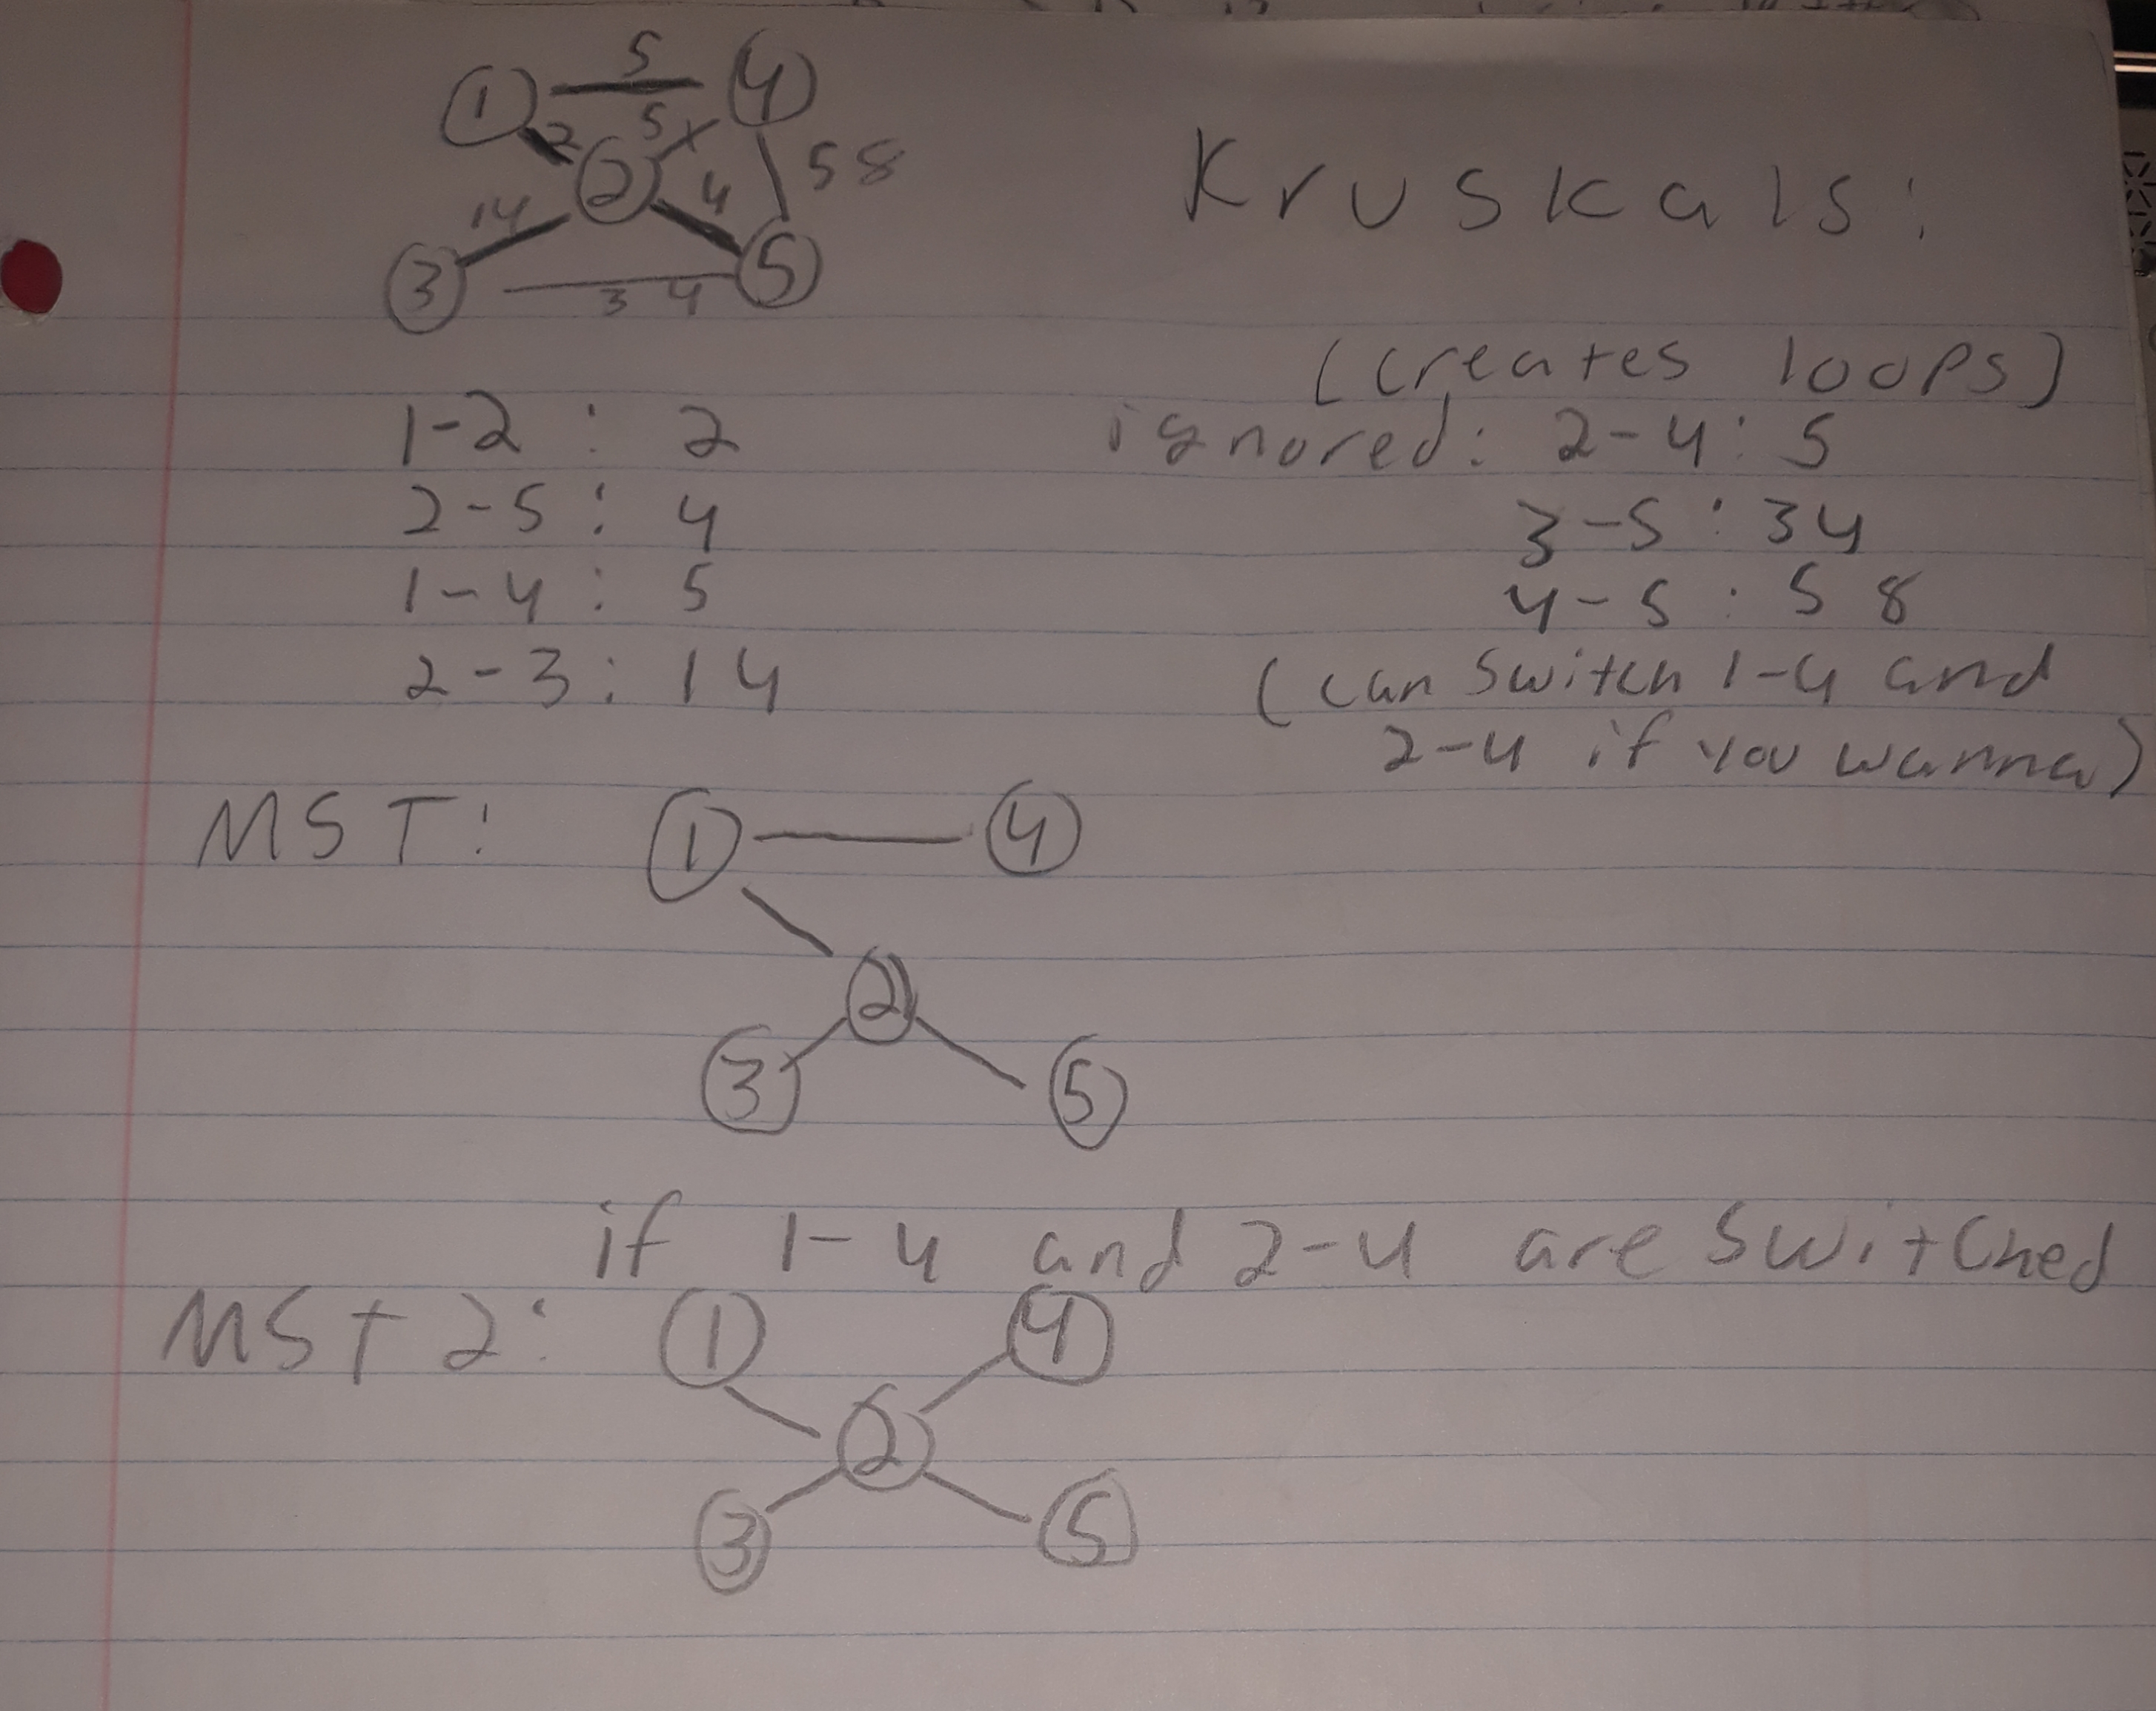 1 5 4
2 5
2 4 58
14
3 34 5
Kruskals:
(creates loops)
1-2 : 2
ignored: 2-4: 5
2-5 : 4
3-5 : 34
1-4 : 5
4-5 : 58
2-3 : 14
(can switch 1-4 and
2-4 if you wanna)
MST: 1 4
2
3 5
if 1-4 and 2-4 are switched
MST 2: 1 4
2
3 5